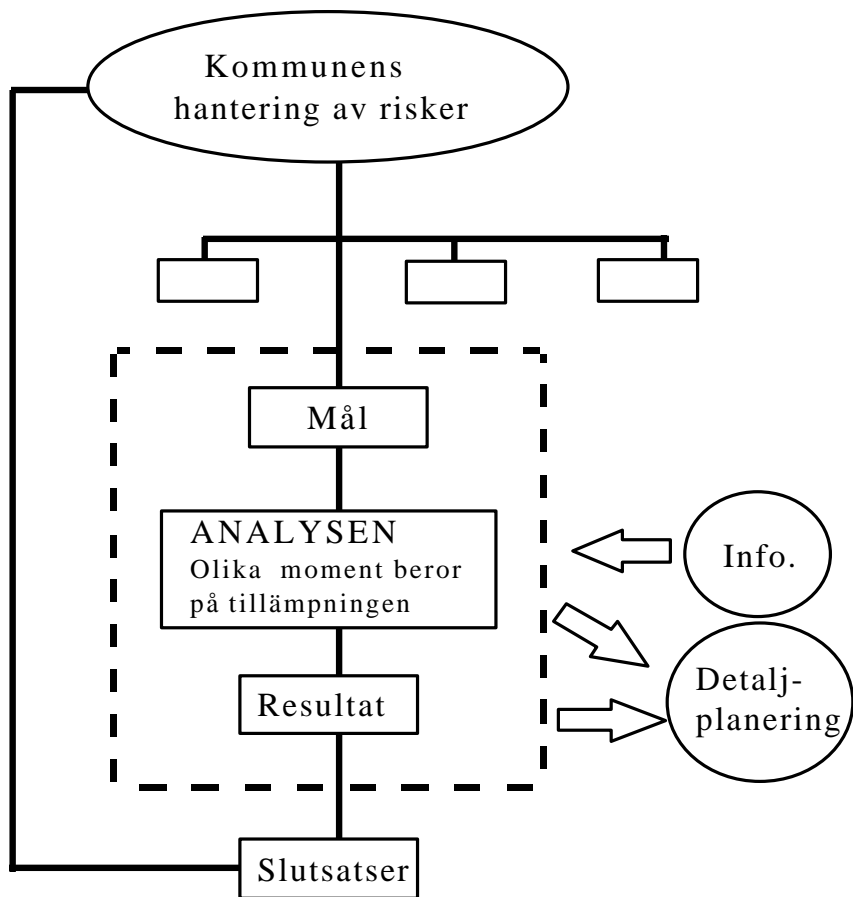 Kommunens
hantering av risker
Mål
ANALYSEN
Olika moment beror
på tillämpningen
Info.
Resultat
Detalj-
planering
Slutsatser